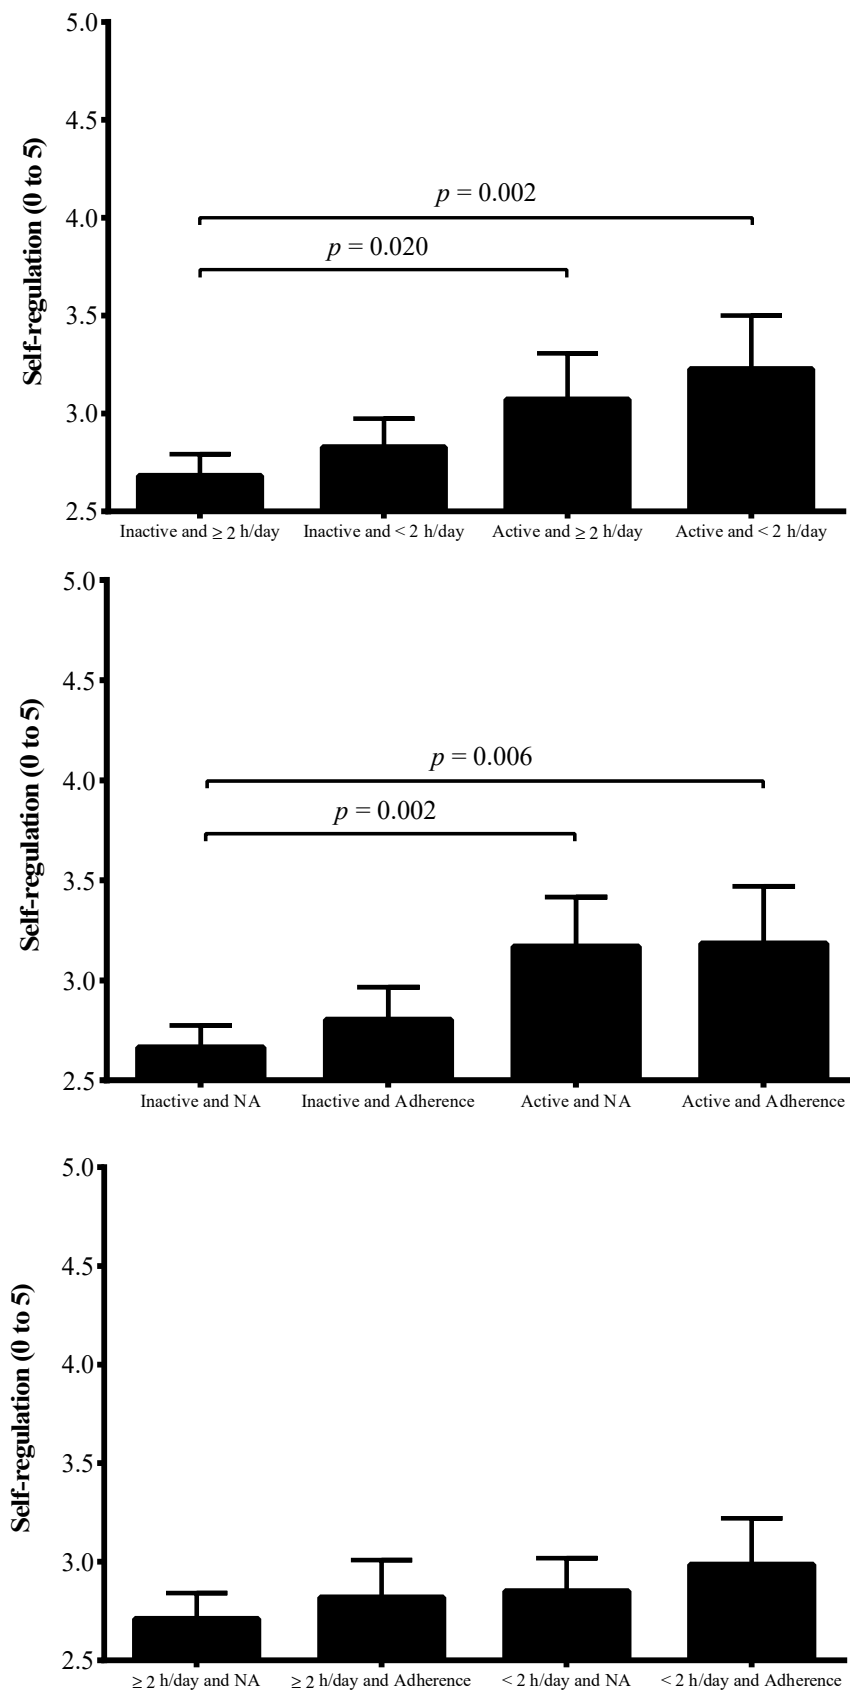 5.0
4.5
4.0
3.5
3.0
2.5
Self-regulation (0 to 5)
p = 0.002
p = 0.020
Inactive and ≥ 2 h/day Inactive and < 2 h/day Active and ≥ 2 h/day Active and < 2 h/day
5.0
4.5
4.0
3.5
3.0
2.5
Self-regulation (0 to 5)
p = 0.006
p = 0.002
Inactive and NA Inactive and Adherence Active and NA Active and Adherence
5.0
4.5
4.0
3.5
3.0
2.5
Self-regulation (0 to 5)
≥ 2 h/day and NA ≥ 2 h/day and Adherence < 2 h/day and NA < 2 h/day and Adherence